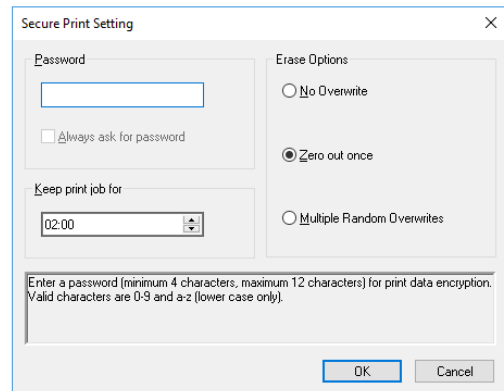 Secure Print Setting
Password
Always ask for password
Keep print job for
02:00
Erase Options
No Overwrite
Zero out once
Multiple Random Overwrites
Enter a password (minimum 4 characters, maximum 12 characters) for print data encryption.
Valid characters are 0-9 and a-z (lower case only).
OK
Cancel